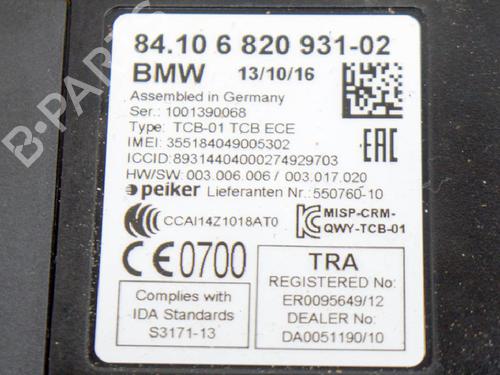 84.10 6 820 931-02
BMW 13/10/16
Assembled in Germany
Ser.: 1001390068
Type: TCB-01 TCB ECE
IMEI: 355184049005302
ICCID: 89314404000274929703
HW/SW: 003.006.006 / 003.017.020
peiker Lieferanten Nr.: 550760-10
CCAI14Z1018AT0
MISP-CRM-
QWY-TCB-01
CE0700
Complies with
IDA Standards
S3171-13
TRA
REGISTERED No:
ER0095649/12
DEALER No:
DA0051190/10
EAC
B-PARTS